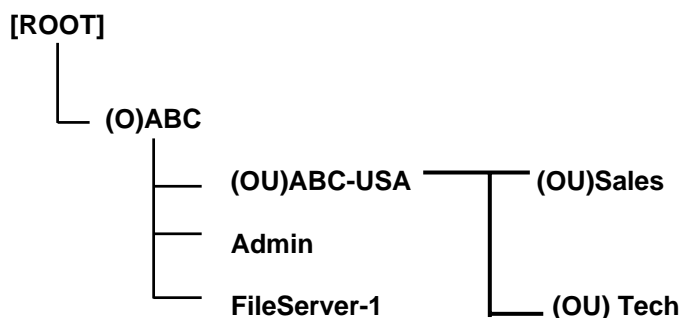 [ROOT]
(O)ABC
(OU)ABC-USA (OU)Sales
Admin
FileServer-1 (OU) Tech